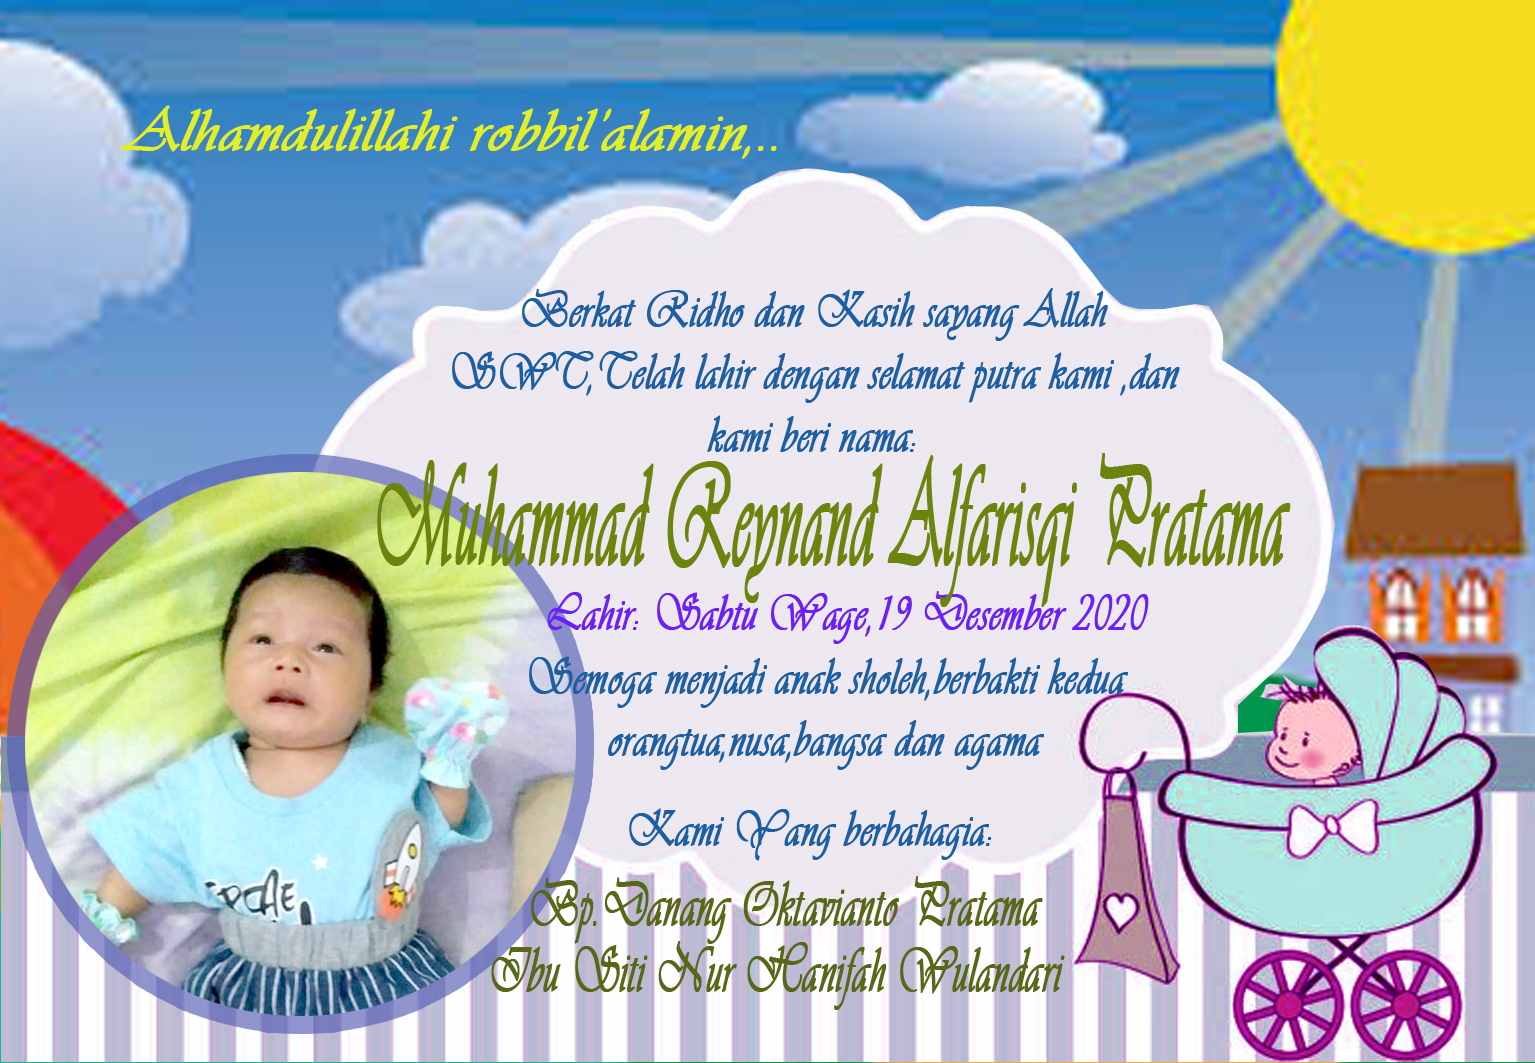 Alhamdulillahi robbil'alamin,..
Berkat Ridho dan Kasih sayang Allah
SWT,Telah lahir dengan selamat putra kami ,dan
kami beri nama:
Muhammad Reynand Alfarisqi Pratama
Lahir: Sabtu Wage,19 Desember 2020
Semoga menjadi anak sholeh,berbakti kedua
orangtua,nusa,bangsa dan agama
Kami Yang berbahagia:
Bp.Danang Oktavianto Pratama
Ibu Siti Nur Hanifah Wulandari